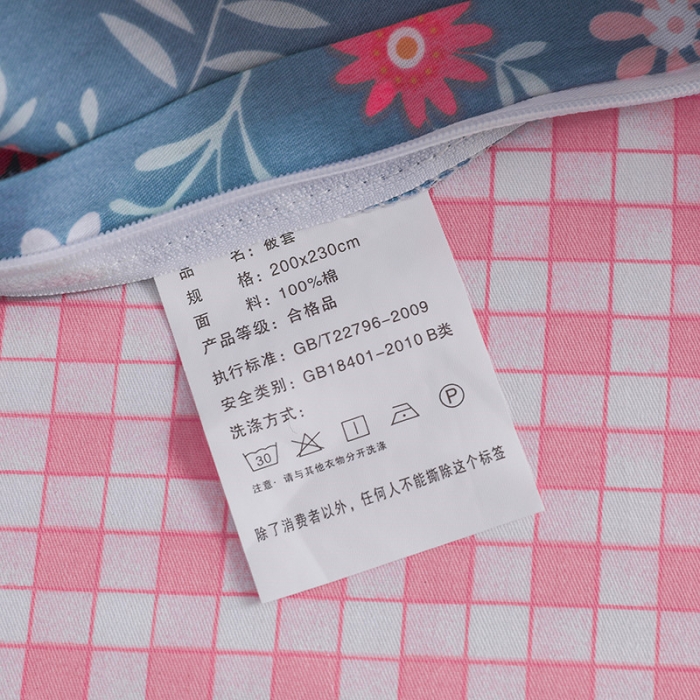 品 名：被套
规 格：200x230cm
面 料：100%棉
产品等级：合格品
执行标准：GB/T22796-2009
安全类别：GB18401-2010 B类
洗涤方式：
30 P
注意：请与其他衣物分开洗涤
除了消费者以外，任何人不能撕除这个标签